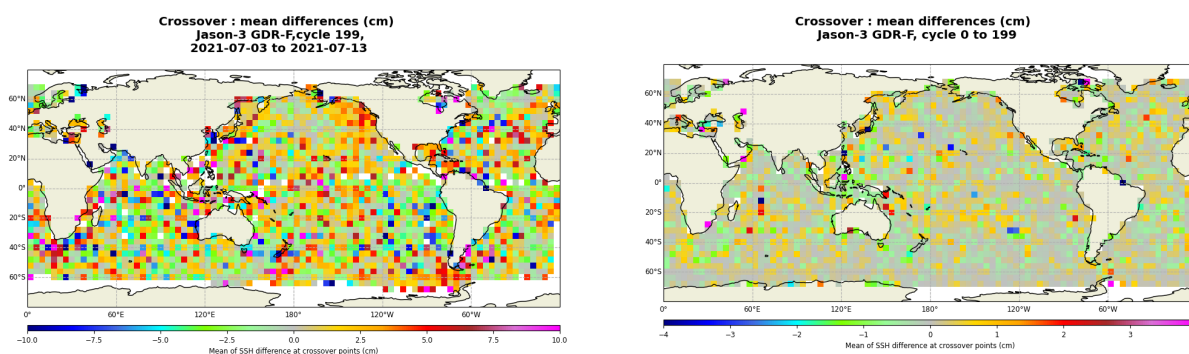 Crossover : mean differences (cm)
Jason-3 GDR-F,cycle 199,
2021-07-03 to 2021-07-13
60°N
40°N
20°N
0°
20°S
40°S
60°S
0° 60°E 120°E 180° 120°W 60°W 0°
−10.0 −7.5 −5.0 −2.5 0.0 2.5 5.0 7.5 10.0
Mean of SSH difference at crossover points (cm)
Crossover : mean differences (cm)
Jason-3 GDR-F, cycle 0 to 199
60°N
40°N
20°N
0°
20°S
40°S
60°S
0° 60°E 120°E 180° 120°W 60°W
−4 −3 −2 −1 0 1 2 3
Mean of SSH difference at crossover points (cm)